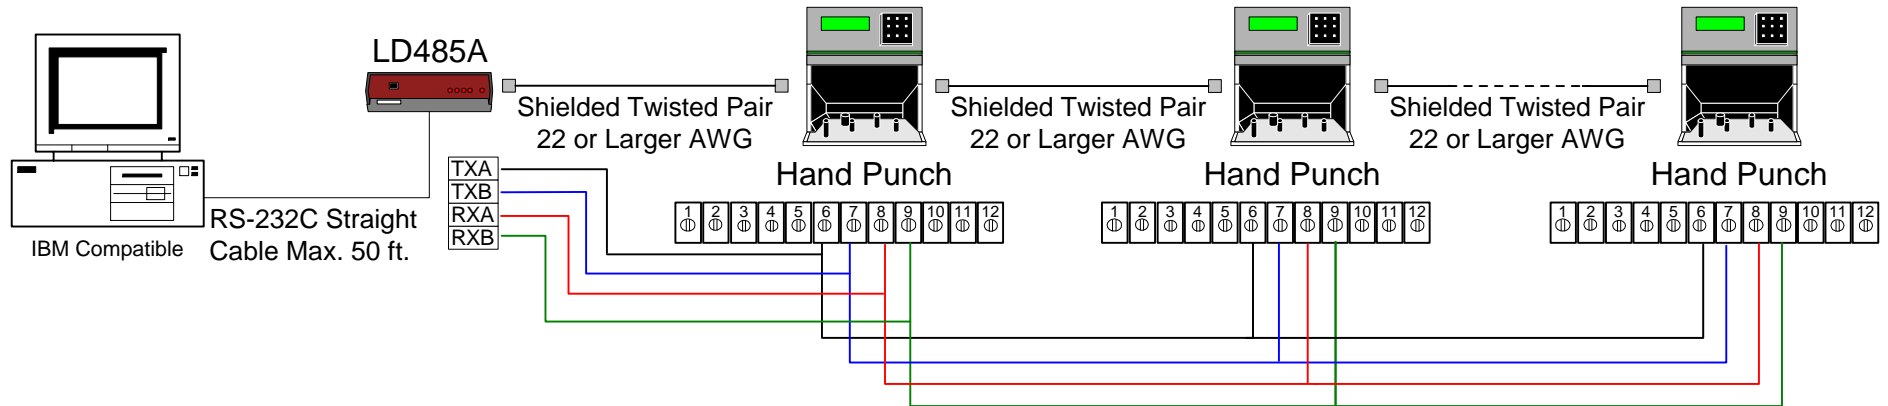 LD485A
Shielded Twisted Pair
22 or Larger AWG
Shielded Twisted Pair
22 or Larger AWG
Shielded Twisted Pair
22 or Larger AWG
Hand Punch
Hand Punch
Hand Punch
IBM Compatible
RS-232C Straight
Cable Max. 50 ft.
TXA
TXB
RXA
RXB
1 2 3 4 5 6 7 8 9 10 11 12
1 2 3 4 5 6 7 8 9 10 11 12
1 2 3 4 5 6 7 8 9 10 11 12